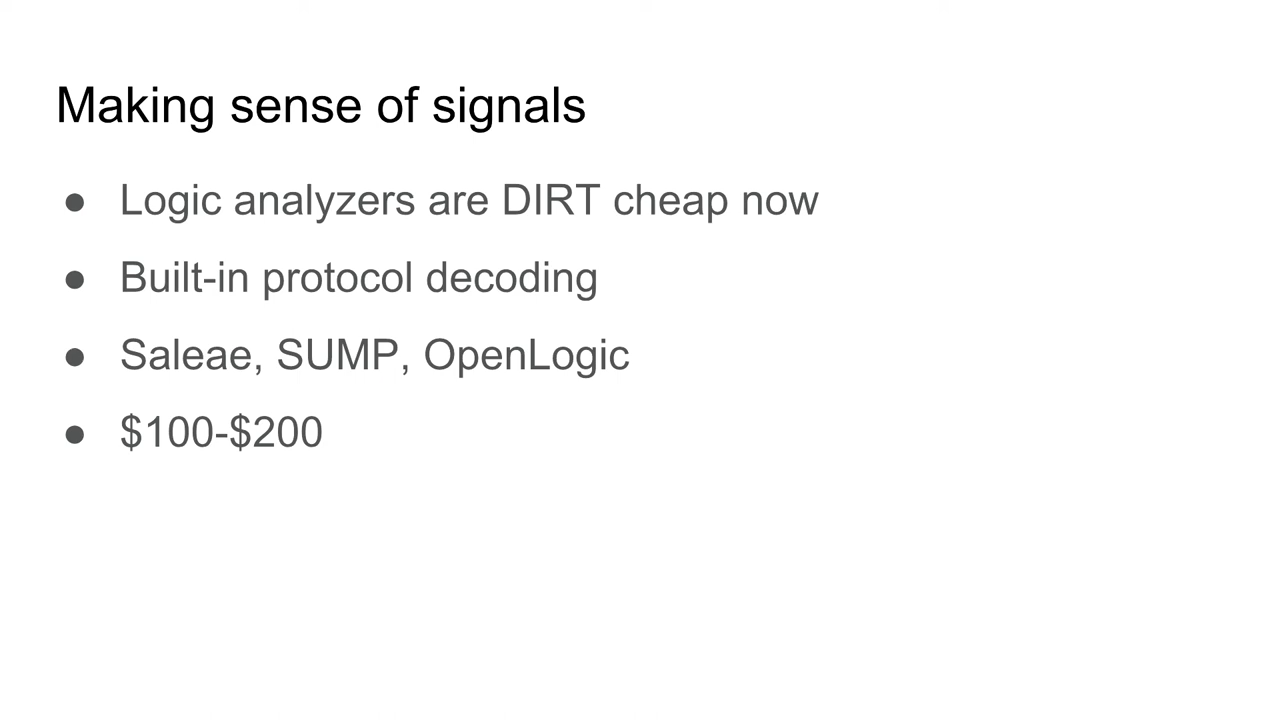 Making sense of signals
● Logic analyzers are DIRT cheap now
● Built-in protocol decoding
● Saleae, SUMP, OpenLogic
● $100-$200